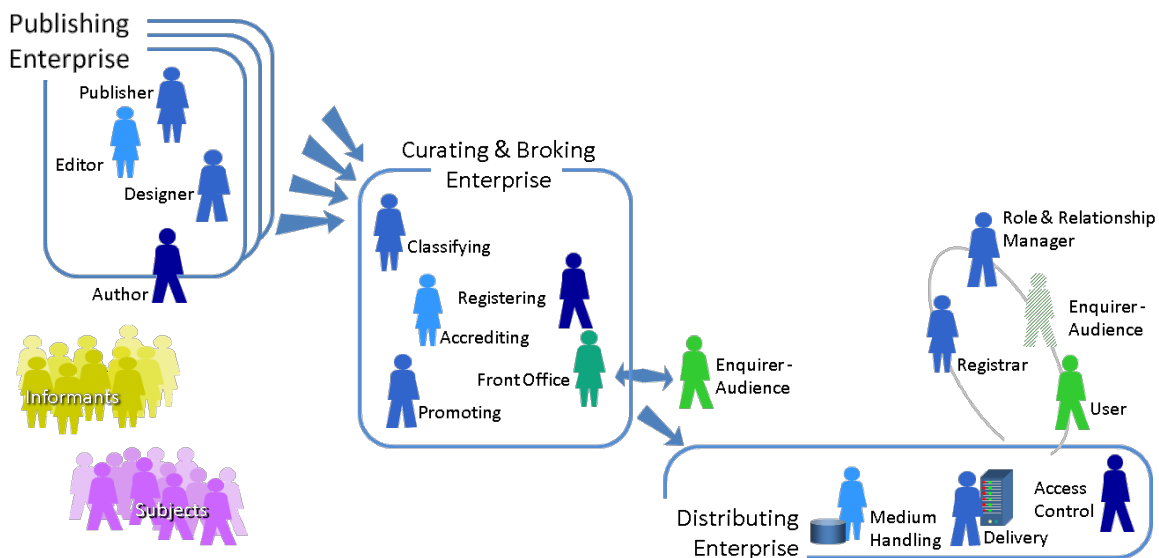 Publishing
Enterprise
Publisher
Editor
Designer
Author
Informants
Subjects
Curating & Broking
Enterprise
Classifying
Registering
Accrediting
Front Office
Promoting
Enquirer-
Audience
Role & Relationship
Manager
Enquirer-
Audience
Registrar
User
Distributing
Enterprise
Medium
Handling
Delivery
Access
Control